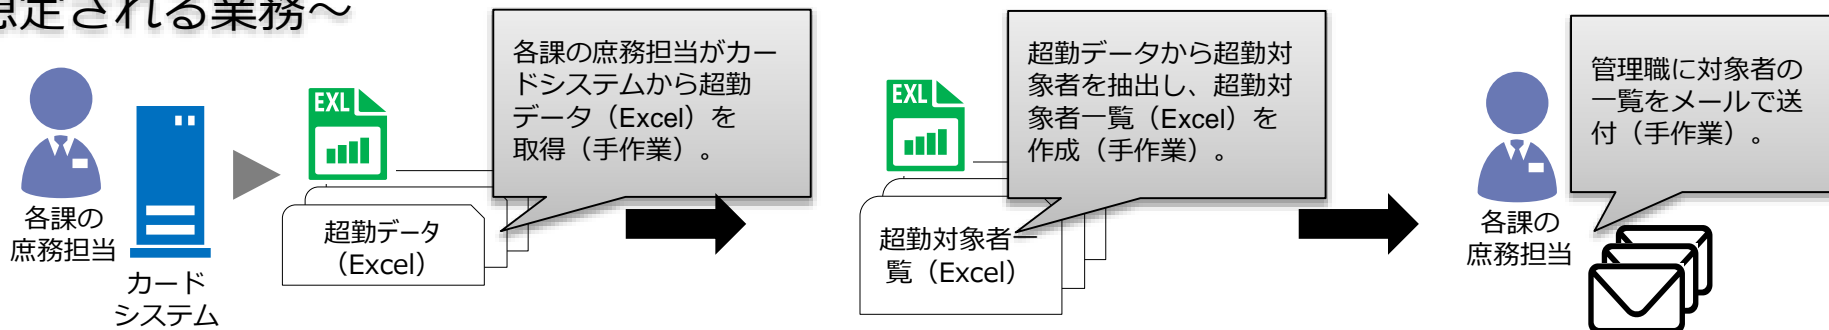 想定される業務～
各課の
庶務担当
カード
システム
EXL
超勤データ
（Excel）
各課の庶務担当がカー
ドシステムから超勤
データ（Excel）を
取得（手作業）。
EXL
超勤対象者一
覧（Excel）
超勤データから超勤対
象者を抽出し、超勤対
象者一覧（Excel）を
作成（手作業）。
各課の
庶務担当
管理職に対象者の
一覧をメールで送
付（手作業）。